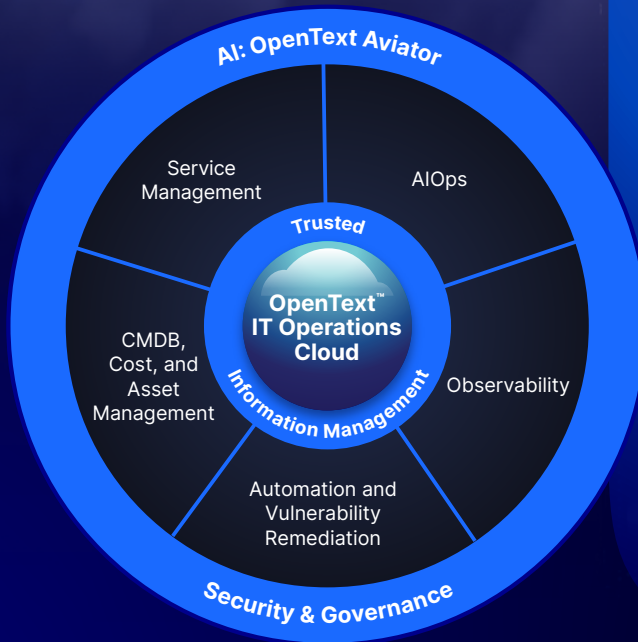 AI: OpenText Aviator
Service
Management
AIOps
Trusted
OpenText™
IT Operations
Cloud
Information Management
CMDB,
Cost, and
Asset
Management
Observability
Automation and
Vulnerability
Remediation
Security & Governance